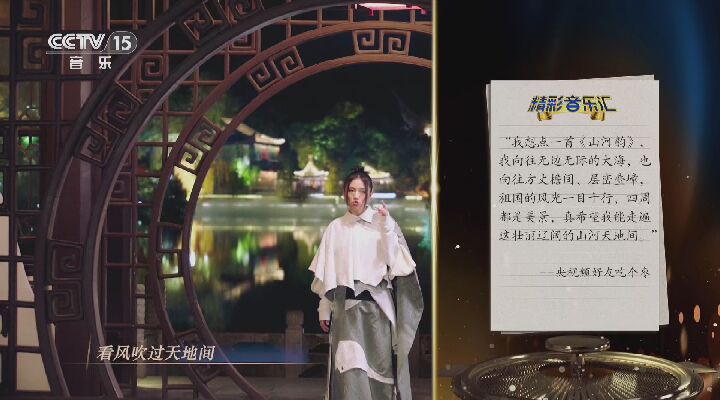 CCTV 15
音乐
精彩音乐汇
“我想点一首《山河韵》，
我向往无边无际的大海，也
向往方丈檐间、层峦叠嶂，
祖国的风光一目十行，四周
都是美景，真希望我能走遍
这壮丽辽阔的山河天地间。”
---央视频好友吃个枣
看风吹过天地间